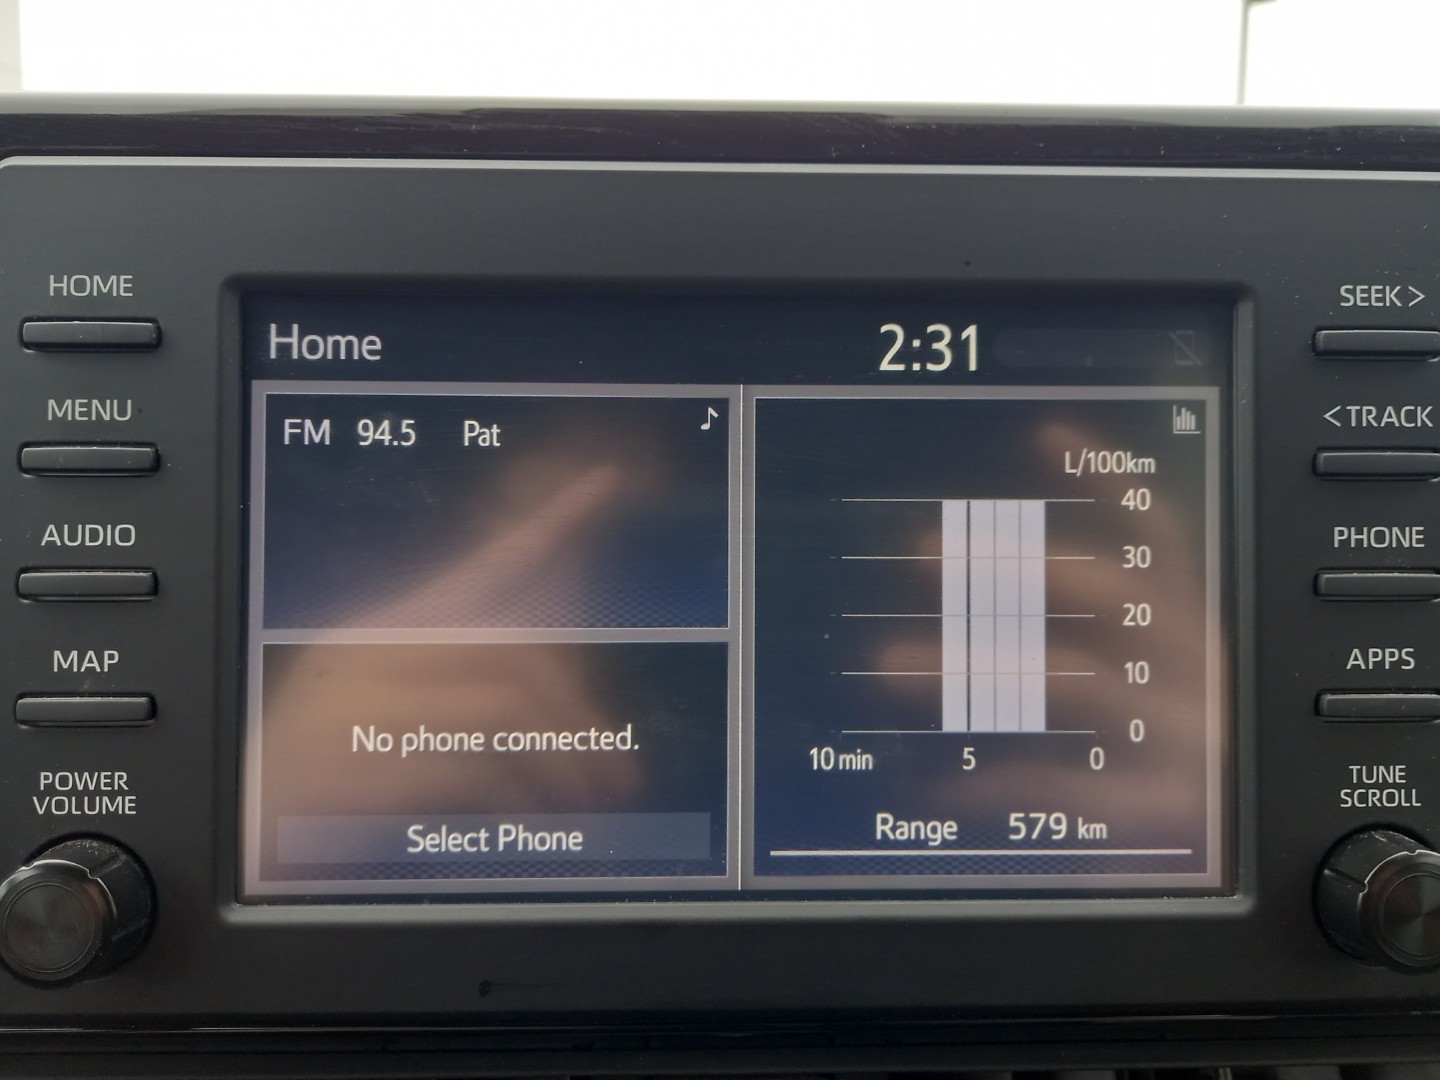 HOME
MENU
AUDIO
MAP
POWER
VOLUME
Home 2:31
FM 94.5 Pat
No phone connected.
Select Phone
L/100km
40
30
20
10
0
10 min 5 0
Range 579 km
SEEK >
< TRACK
PHONE
APPS
TUNE
SCROLL